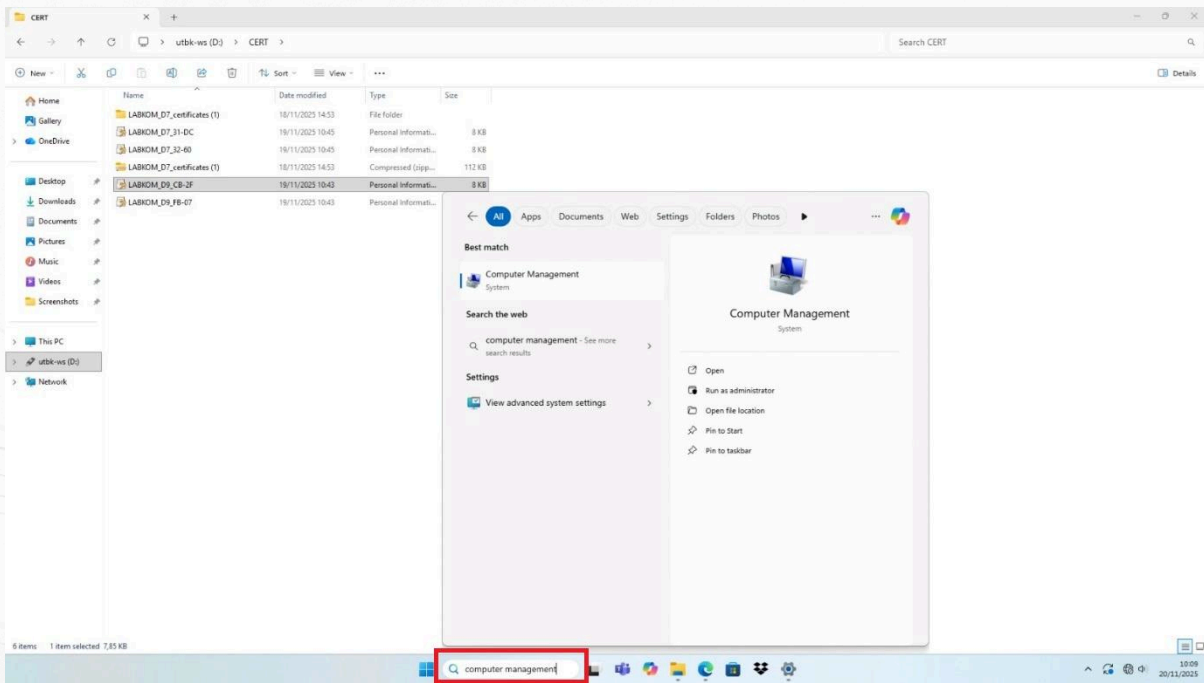 CERT
utbk-ws (D:) > CERT >
Search CERT
New
Sort
View
Details
Name Date modified Type Size
LABKOM_D7_certificates (1) 18/11/2025 14:53 File folder
LABKOM_D7_31-DC 19/11/2025 10:45 Personal Informati... 8 KB
LABKOM_D7_32-60 19/11/2025 10:45 Personal Informati... 8 KB
LABKOM_D7_certificates (1) 18/11/2025 14:53 Compressed (zipp... 112 KB
LABKOM_D9_CB-2F 19/11/2025 10:43 Personal Informati... 8 KB
LABKOM_D9_FB-07 19/11/2025 10:43 Personal Informati... 8 KB
Home
Gallery
OneDrive
Desktop
Downloads
Documents
Pictures
Music
Videos
Screenshots
This PC
utbk-ws (D:)
Network
All Apps Documents Web Settings Folders Photos
Best match
Computer Management
System
Search the web
computer management - See more
search results
Settings
View advanced system settings
Computer Management
System
Open
Run as administrator
Open file location
Pin to Start
Pin to taskbar
6 items 1 item selected 7,85 KB
computer management
10:09
20/11/2025